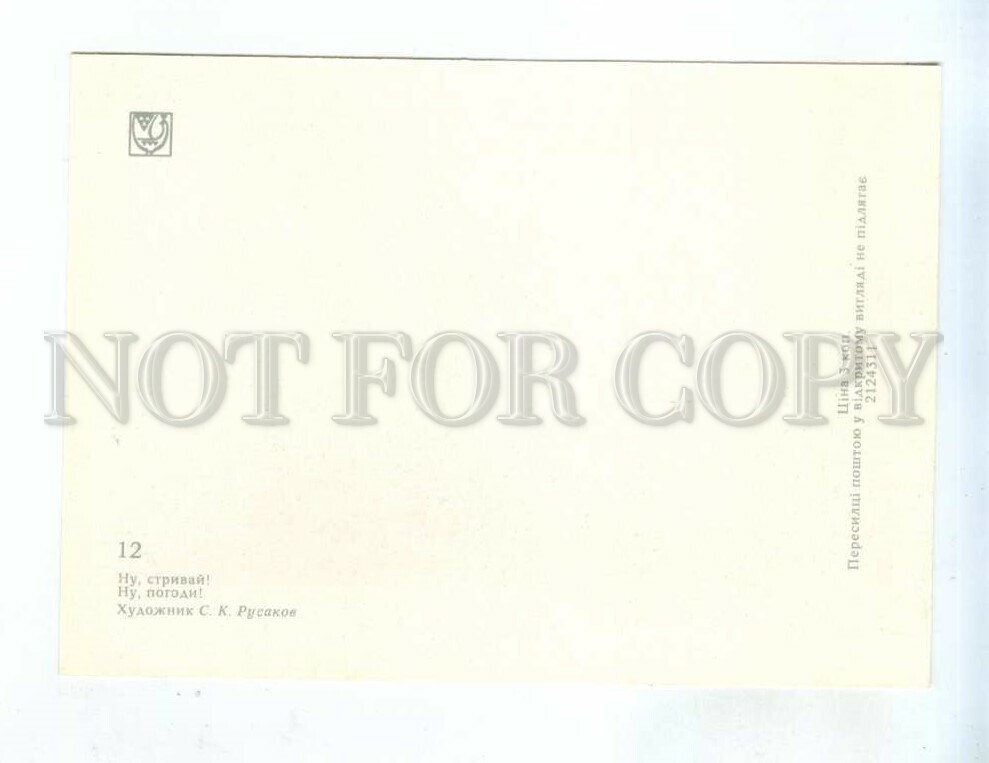 12
Ну, стривай!
Ну, погоди!
Художник С. К. Русаков
Ціна 3 коп.
Пересилці поштою у відкритому вигляді не підлягає
2124311
NOT FOR COPY